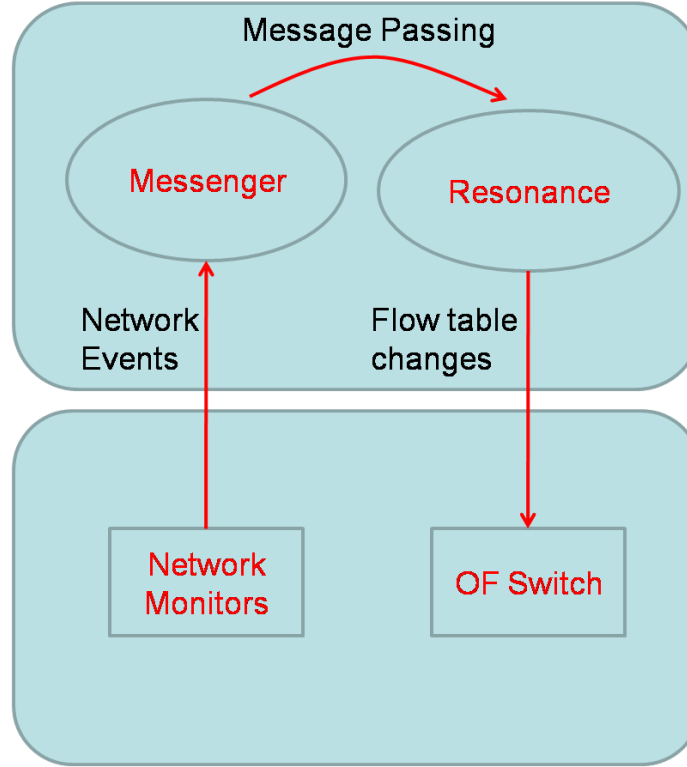 Message Passing
Messenger
Resonance
Network
Events
Flow table
changes
Network
Monitors
OF Switch